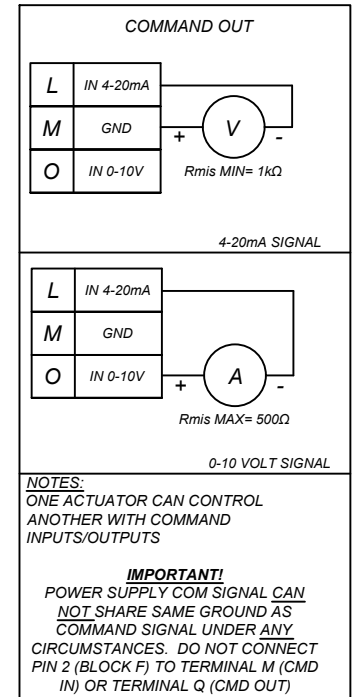 COMMAND OUT
L IN 4-20mA
M GND
O IN 0-10V
+ V -
Rmis MIN= 1kΩ
4-20mA SIGNAL
L IN 4-20mA
M GND
O IN 0-10V
+ A -
Rmis MAX= 500Ω
0-10 VOLT SIGNAL
NOTES:
ONE ACTUATOR CAN CONTROL
ANOTHER WITH COMMAND
INPUTS/OUTPUTS
IMPORTANT!
POWER SUPPLY COM SIGNAL CAN
NOT SHARE SAME GROUND AS
COMMAND SIGNAL UNDER ANY
CIRCUMSTANCES. DO NOT CONNECT
PIN 2 (BLOCK F) TO TERMINAL M (CMD
IN) OR TERMINAL Q (CMD OUT)